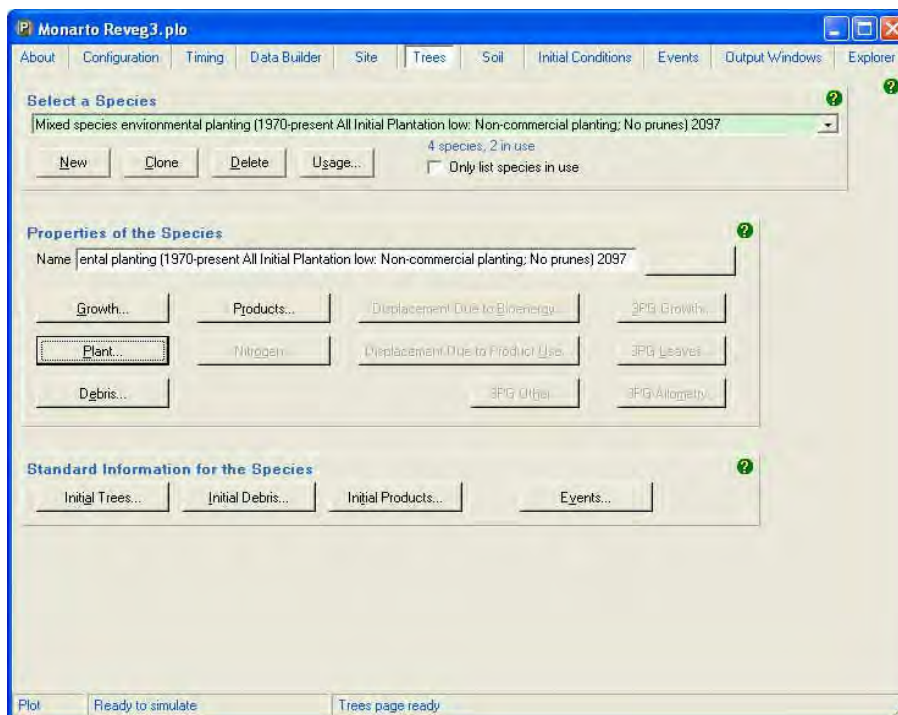 Monarto Reveg3.plo
About Configuration Timing Data Builder Site Trees Soil Initial Conditions Events Output Windows Explorer
Select a Species
Mixed species environmental planting (1970-present All Initial Plantation low: Non-commercial planting; No prunes) 2097
4 species, 2 in use
New Clone Delete Usage... Only list species in use
Properties of the Species
Name ental planting (1970-present All Initial Plantation low: Non-commercial planting; No prunes) 2097
Growth... Products... Displacement Due to Bioenergy... 3PG Growth...
Plant... Nitrogen... Displacement Due to Product Use... 3PG Leaves...
Debris... 3PG Other... 3PG Allometry...
Standard Information for the Species
Initial Trees... Initial Debris... Initial Products... Events...
Plot Ready to simulate Trees page ready